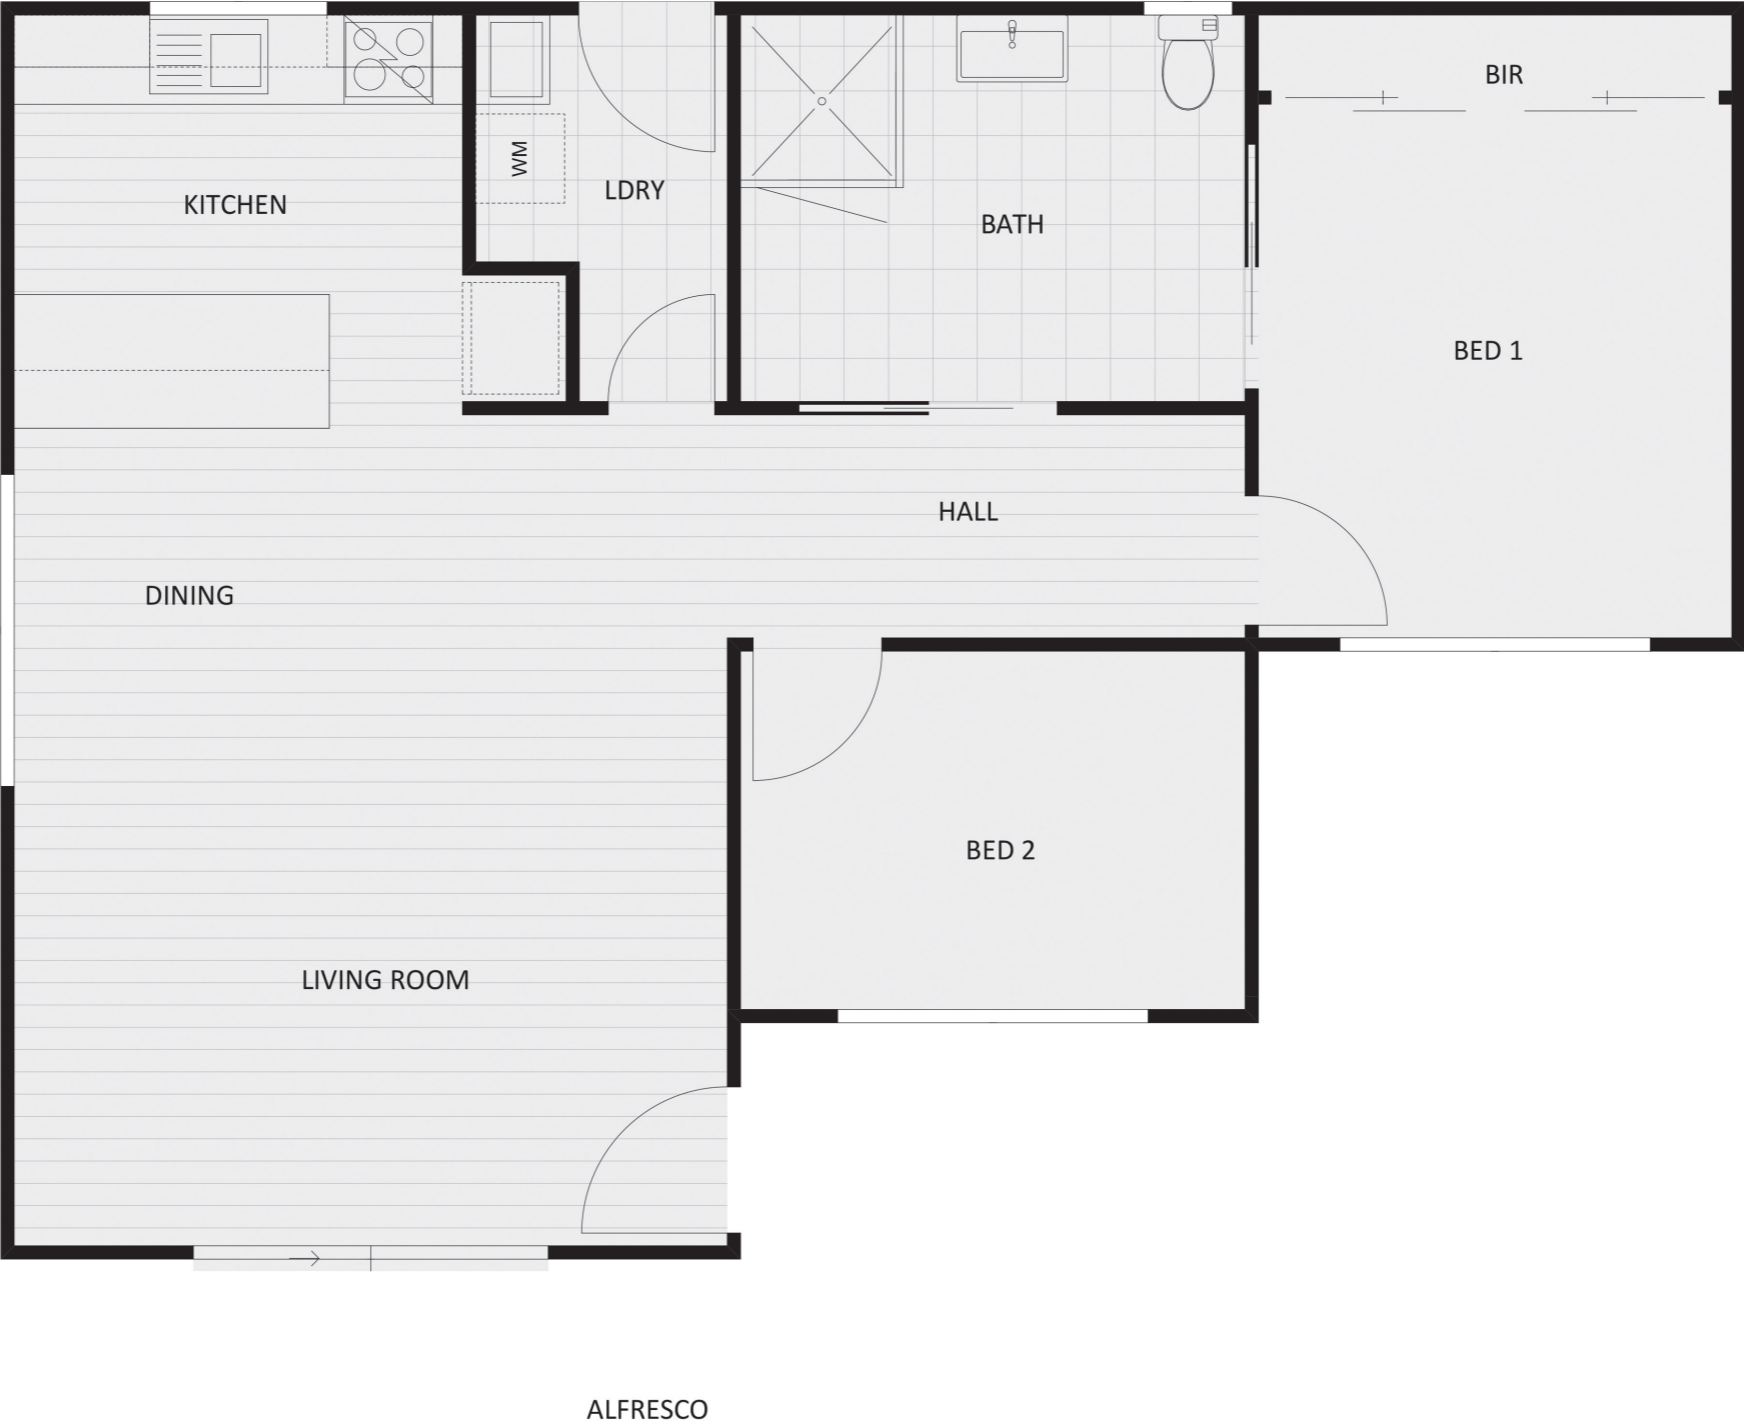 BIR
WM
LDRY
KITCHEN
BATH
BED 1
HALL
DINING
BED 2
LIVING ROOM
ALFRESCO